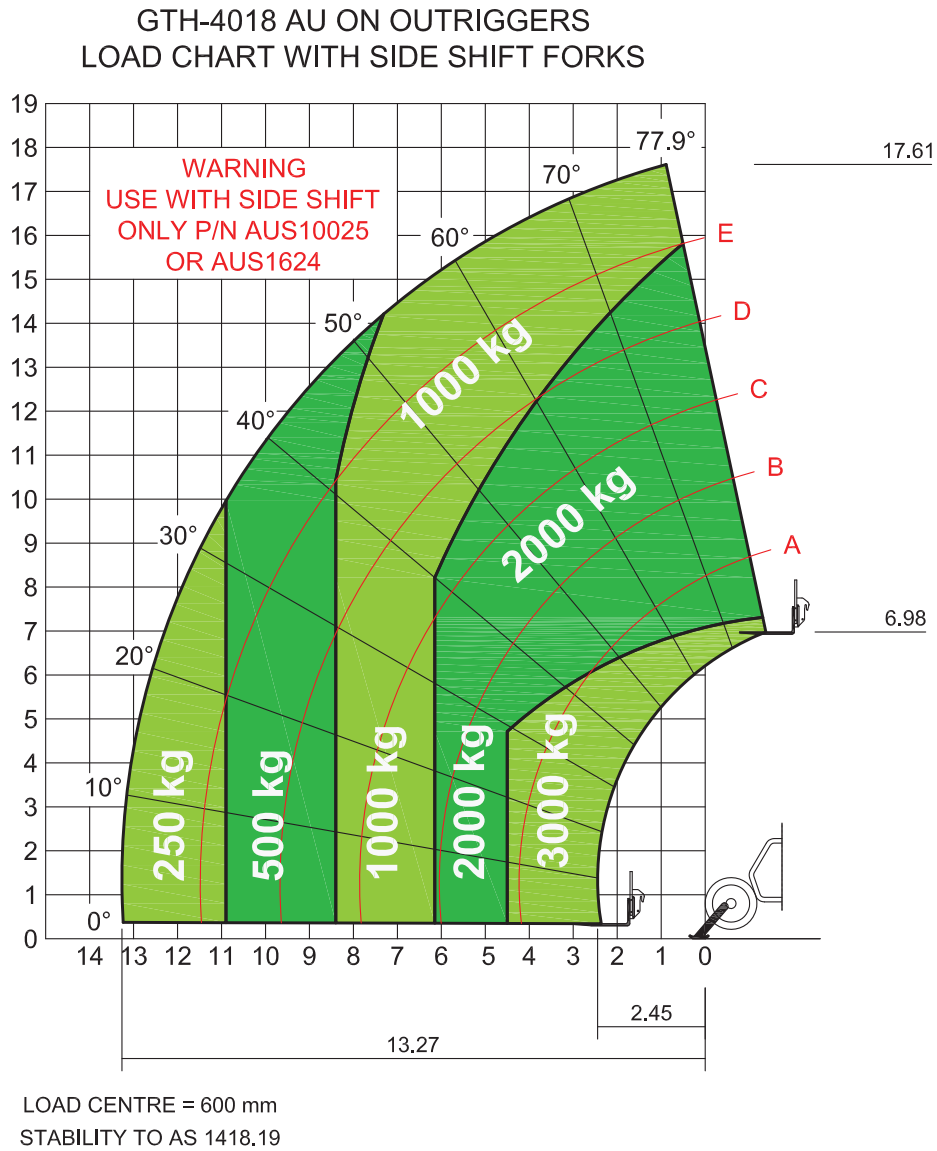 GTH-4018 AU ON OUTRIGGERS
LOAD CHART WITH SIDE SHIFT FORKS
19
18
17
16
15
14
13
12
11
10
9
8
7
6
5
4
3
2
1
0
WARNING
USE WITH SIDE SHIFT
ONLY P/N AUS10025
OR AUS1624
77.9°
70°
60°
50°
40°
30°
20°
10°
0°
17.61
E
D
C
B
A
6.98
1000 kg
2000 kg
250 kg
500 kg
1000 kg
2000 kg
3000 kg
14 13 12 11 10 9 8 7 6 5 4 3 2 1 0
2.45
13.27
LOAD CENTRE = 600 mm
STABILITY TO AS 1418.19